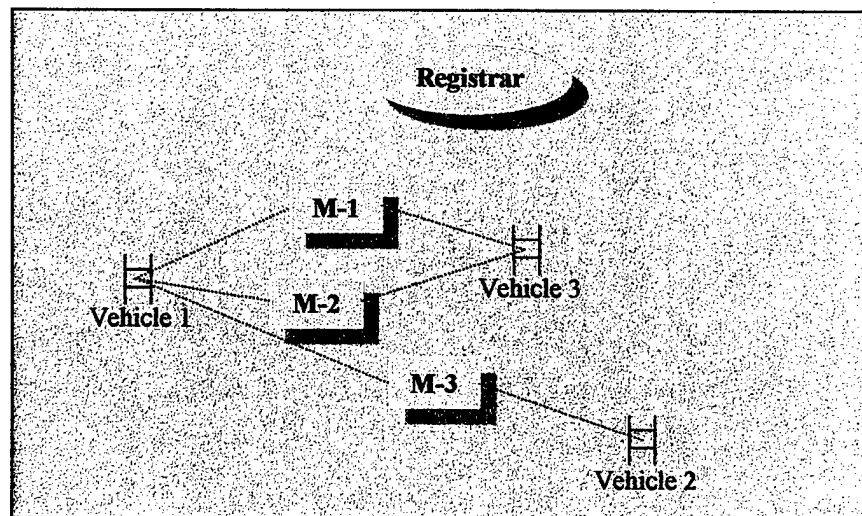 Registrar
M-1
Vehicle 3
Vehicle 1
M-2
M-3
Vehicle 2